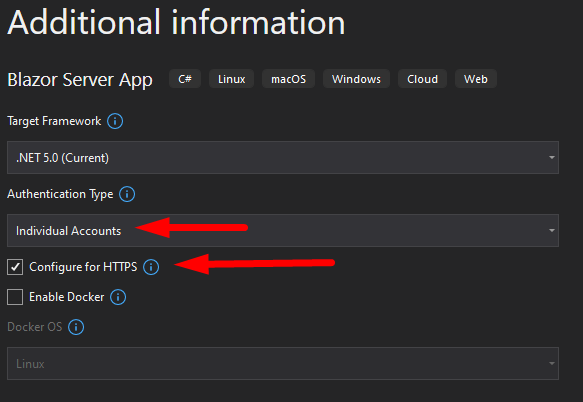 Additional information
Blazor Server App C# Linux macOS Windows Cloud Web
Target Framework
.NET 5.0 (Current)
Authentication Type
Individual Accounts
Configure for HTTPS
Enable Docker
Docker OS
Linux